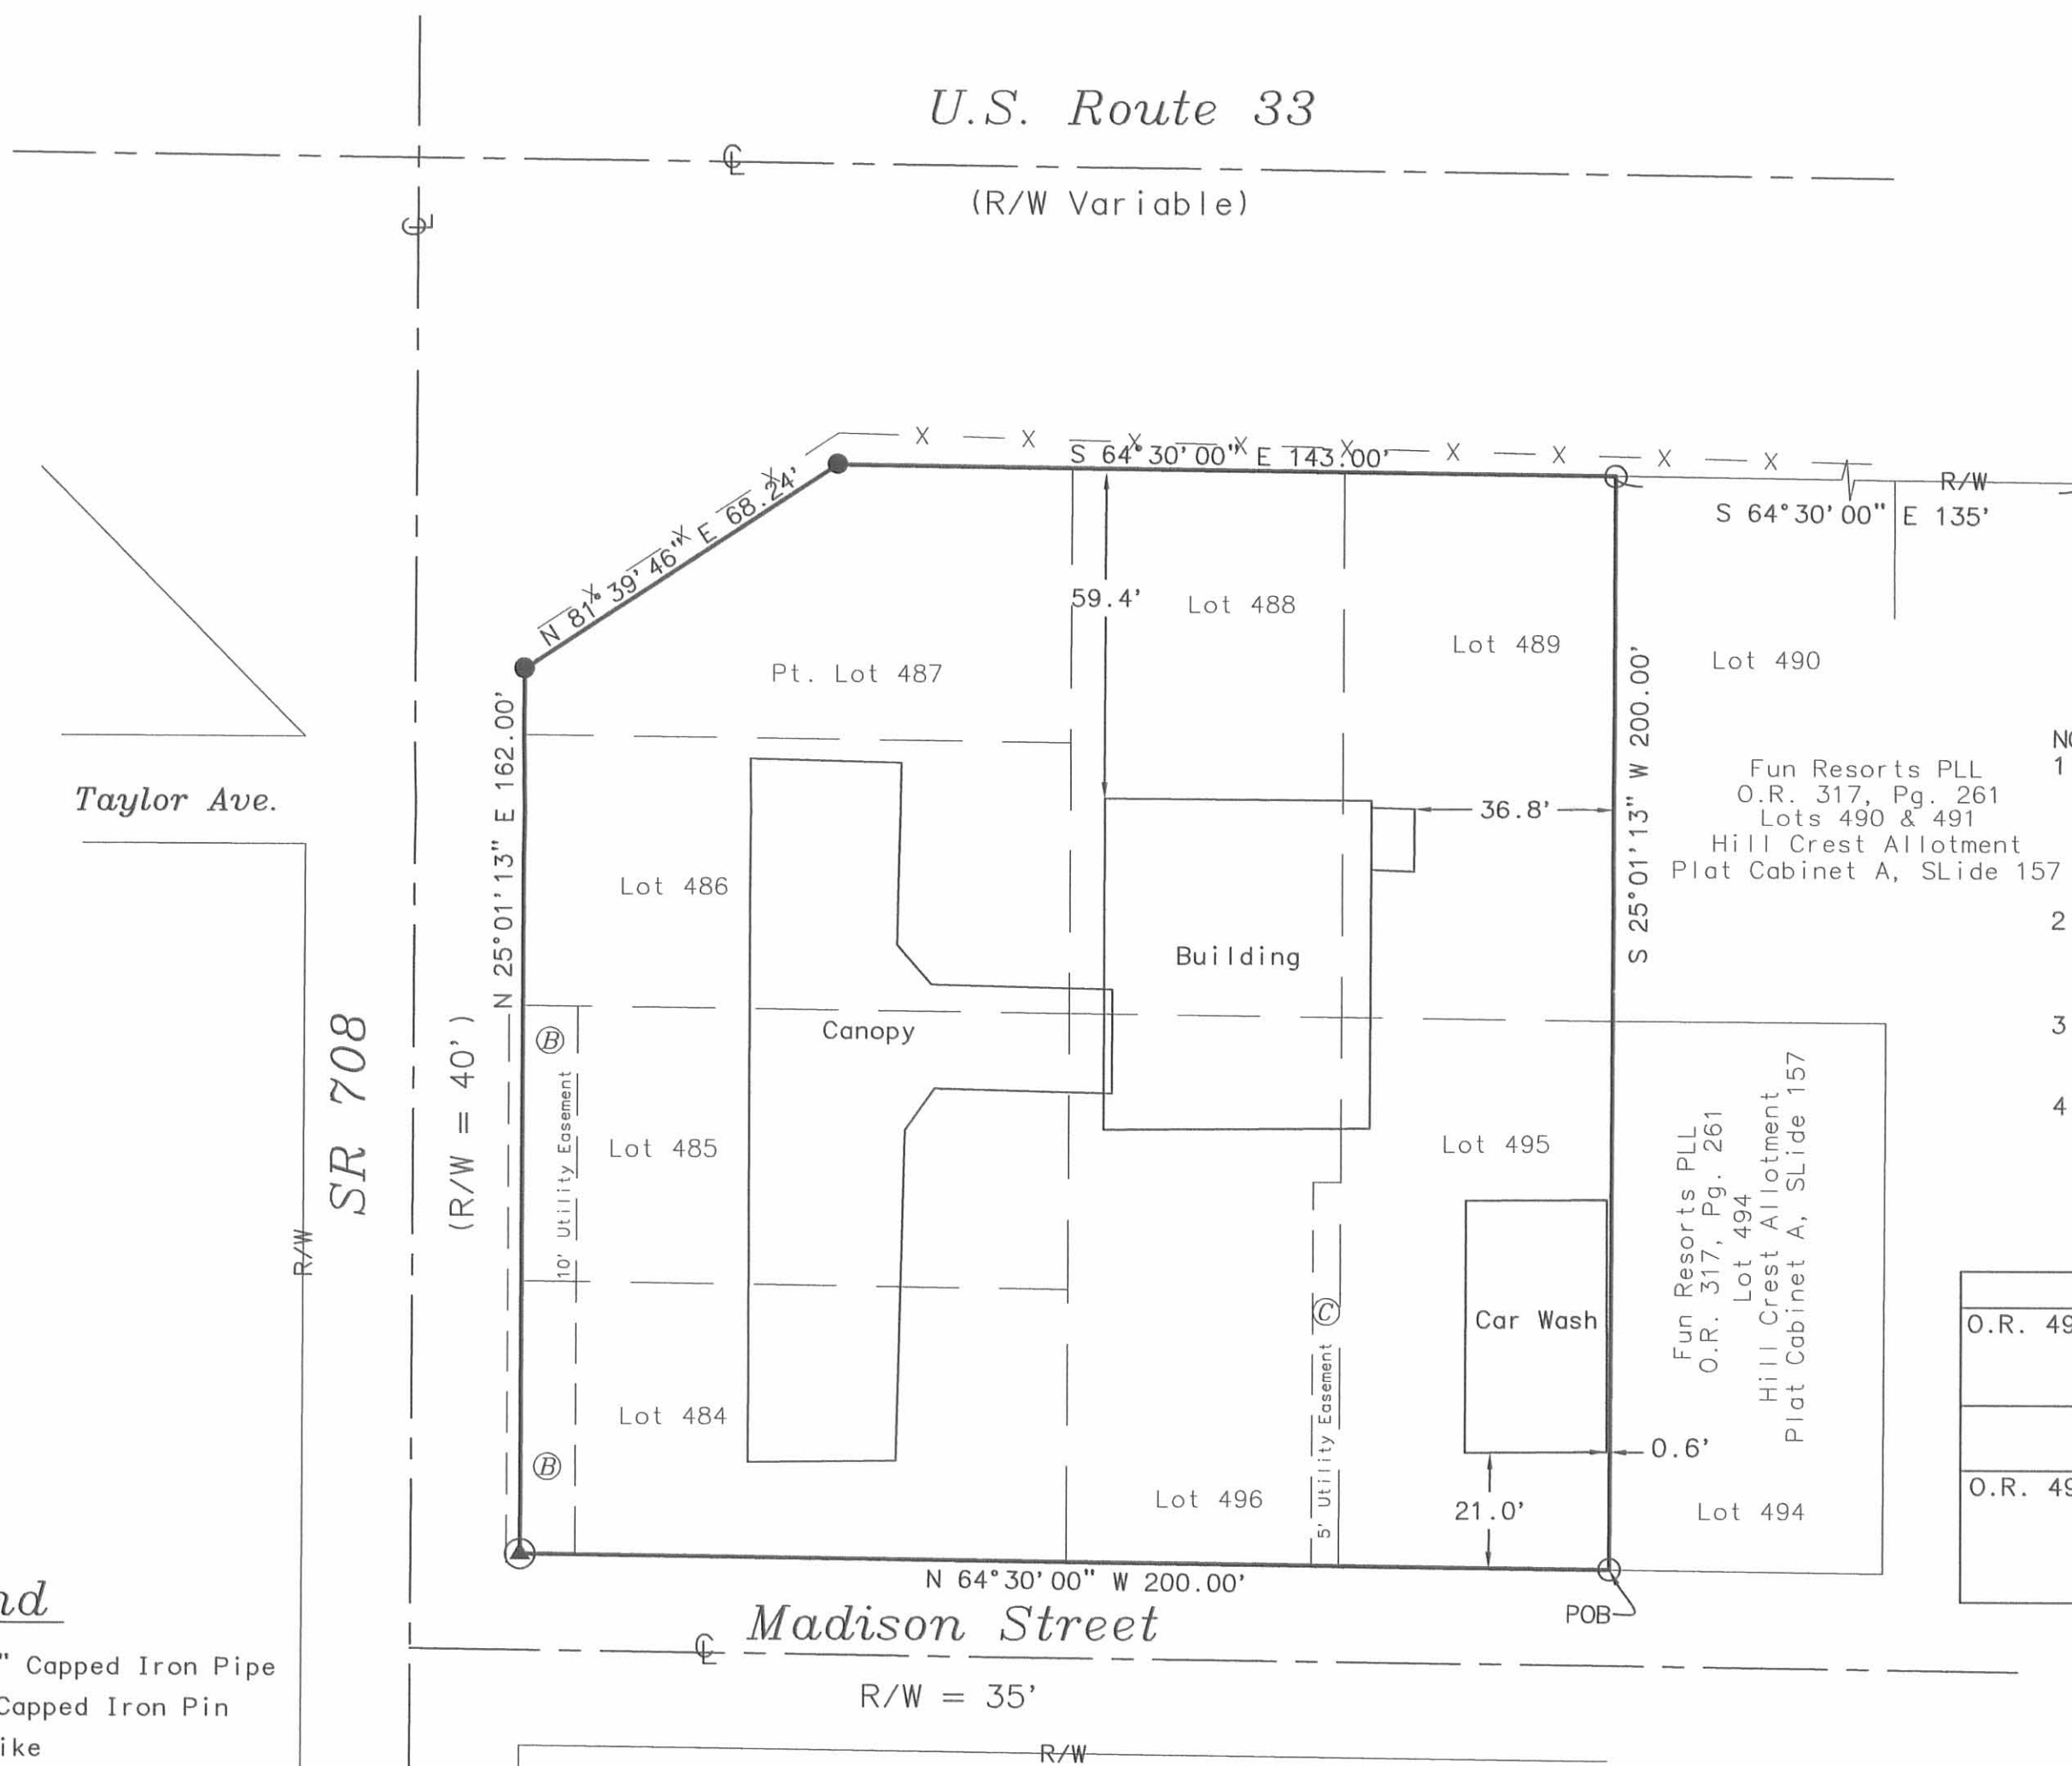 U.S. Route 33
(R/W Variable)
S 64°30'00" E 143.00'
R/W
S 64°30'00" E 135'
N 81°39'46" E 68.24'
59.4'
Lot 488
Lot 489
Lot 490
Pt. Lot 487
N 25°01'13" E 162.00'
S 25°01'13" W 200.00'
Taylor Ave.
Fun Resorts PLL
O.R. 317, Pg. 261
Lots 490 & 491
Hill Crest Allotment
Plat Cabinet A, SLide 157
1
36.8'
Lot 486
2
Building
SR 708
(R/W = 40')
B
Canopy
3
10' Utility Easement
Lot 485
Lot 495
4
Fun Resorts PLL
O.R. 317, Pg. 261
Lot 494
Hill Crest Allotment
Plat Cabinet A, SLide 157
R/W
C
5' Utility Easement
Car Wash
O.R. 49
Lot 484
0.6'
B
Lot 496
21.0'
Lot 494
O.R. 49
N 64°30'00" W 200.00'
POB
Madison Street
R/W = 35'
R/W
" Capped Iron Pipe
Capped Iron Pin